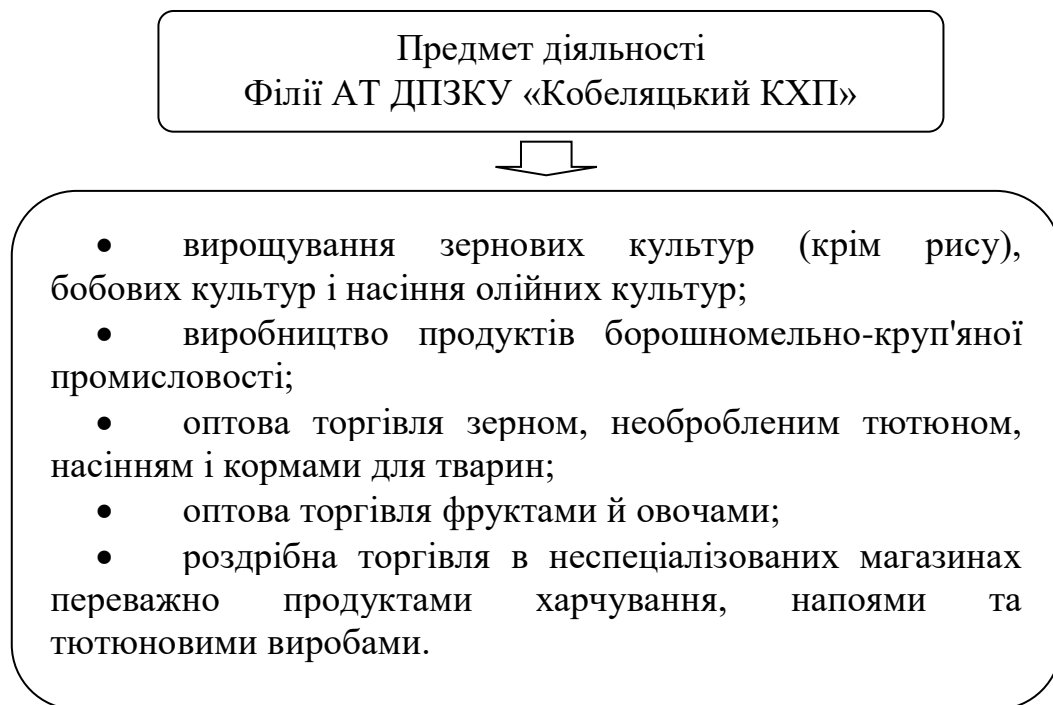 Предмет діяльності
Філії АТ ДПЗКУ «Кобеляцький КХП»
• вирощування зернових культур (крім рису),
бобових культур і насіння олійних культур;
• виробництво продуктів борошномельно-круп'яної
промисловості;
• оптова торгівля зерном, необробленим тютюном,
насінням і кормами для тварин;
• оптова торгівля фруктами й овочами;
• роздрібна торгівля в неспеціалізованих магазинах
переважно продуктами харчування, напоями та
тютюновими виробами.